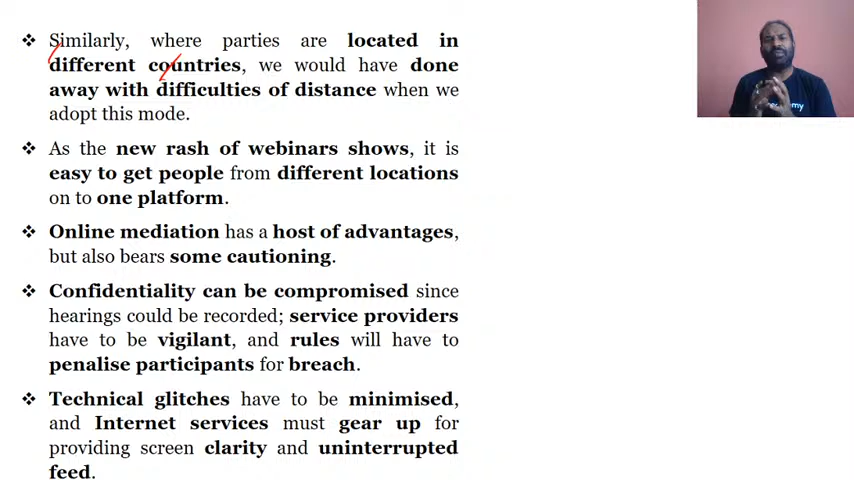 ❖ Similarly, where parties are located in
different countries, we would have done
away with difficulties of distance when we
adopt this mode.
❖ As the new rash of webinars shows, it is
easy to get people from different locations
on to one platform.
❖ Online mediation has a host of advantages,
but also bears some cautioning.
❖ Confidentiality can be compromised since
hearings could be recorded; service providers
have to be vigilant, and rules will have to
penalise participants for breach.
❖ Technical glitches have to be minimised,
and Internet services must gear up for
providing screen clarity and uninterrupted
feed.